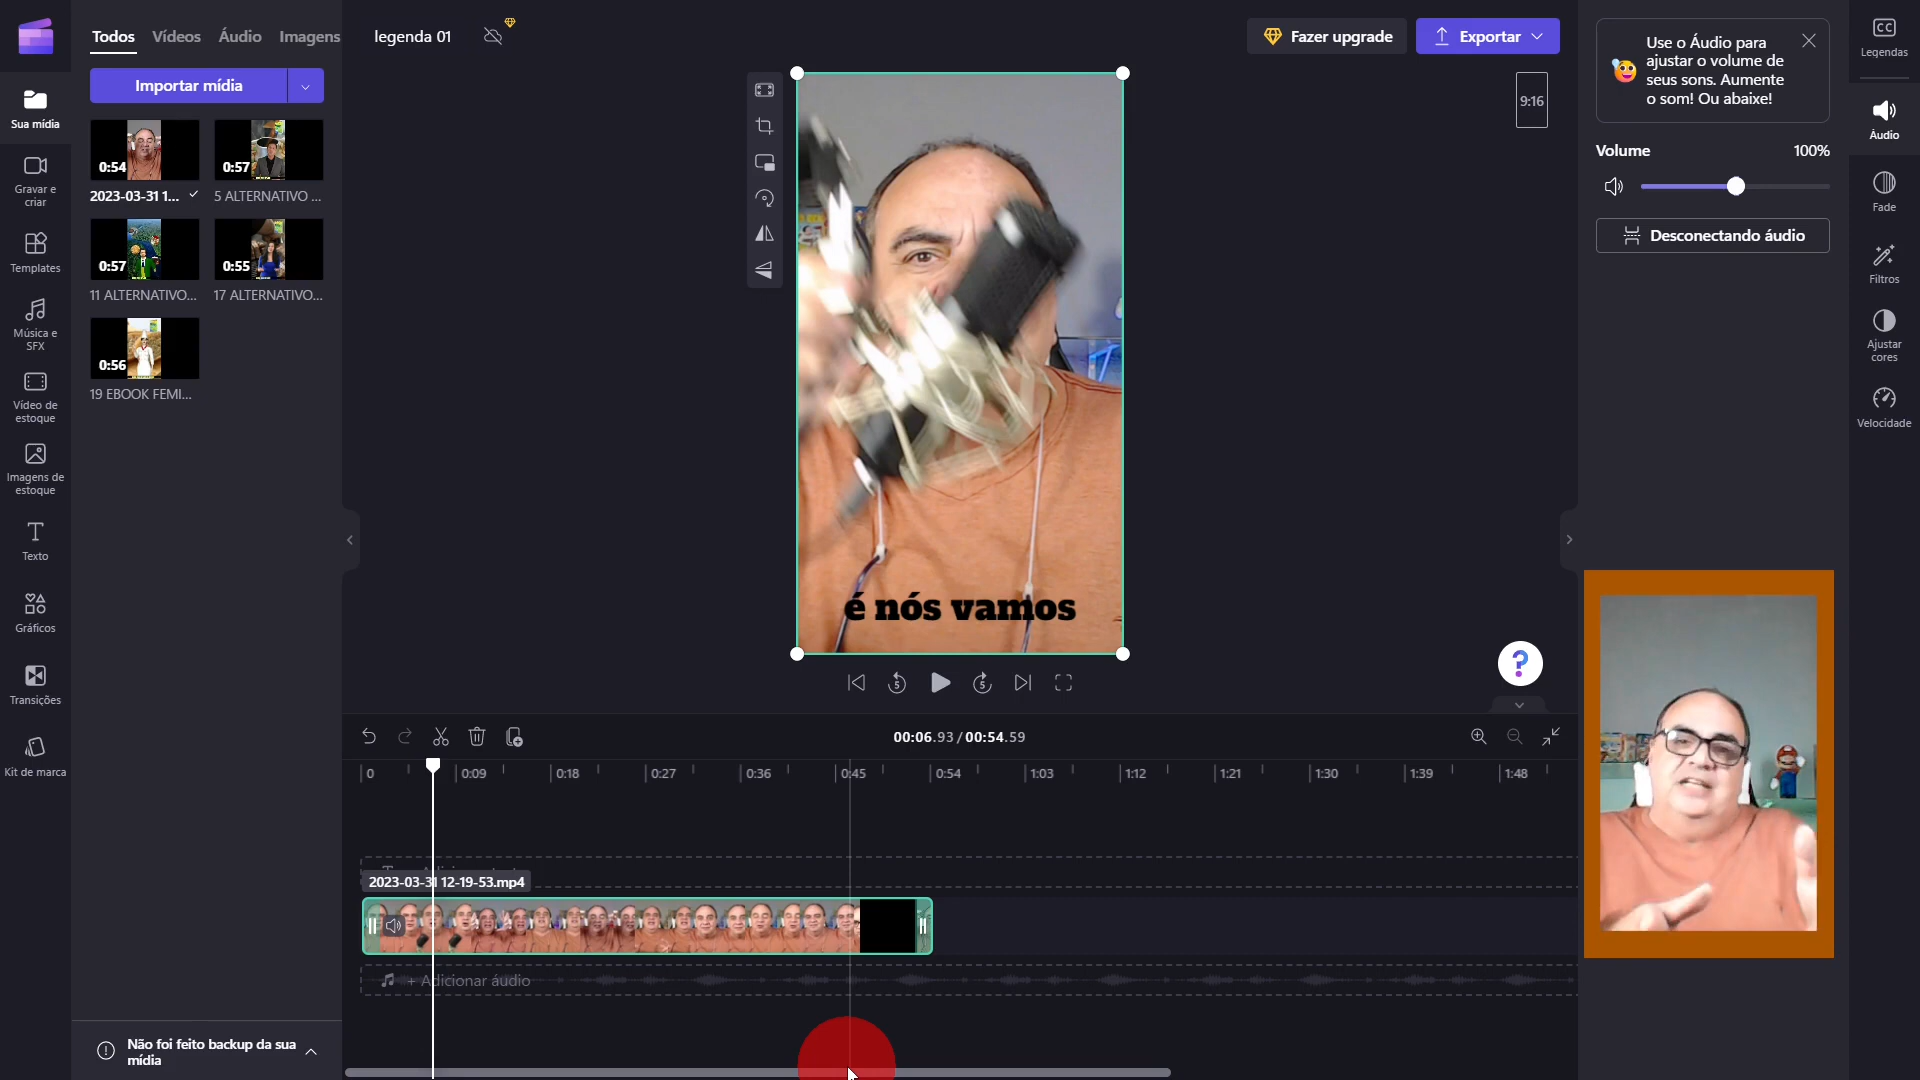 Todos Vídeos Áudio Imagens
legenda 01
Fazer upgrade
Exportar
Use o Áudio para
ajustar o volume de
seus sons. Aumente
o som! Ou abaixe!
Legendas
Importar mídia
Sua mídia
9:16
Áudio
Volume 100%
0:54
0:57
2023-03-31 1...
5 ALTERNATIVO ...
Gravar e
criar
Fade
Desconectando áudio
0:57
0:55
11 ALTERNATIVO...
17 ALTERNATIVO...
Templates
Filtros
Música e
SFX
Ajustar
cores
0:56
19 EBOOK FEMI...
Vídeo de
estoque
Velocidade
Imagens de
estoque
Texto
é nós vamos
Gráficos
?
5
5
Transições
00:06.93 / 00:54.59
Kit de marca
0 0:09 0:18 0:27 0:36 0:45 0:54 1:03 1:12 1:21 1:30 1:39 1:48
2023-03-31 12-19-53.mp4
+ Adicionar áudio
Não foi feito backup da sua
mídia